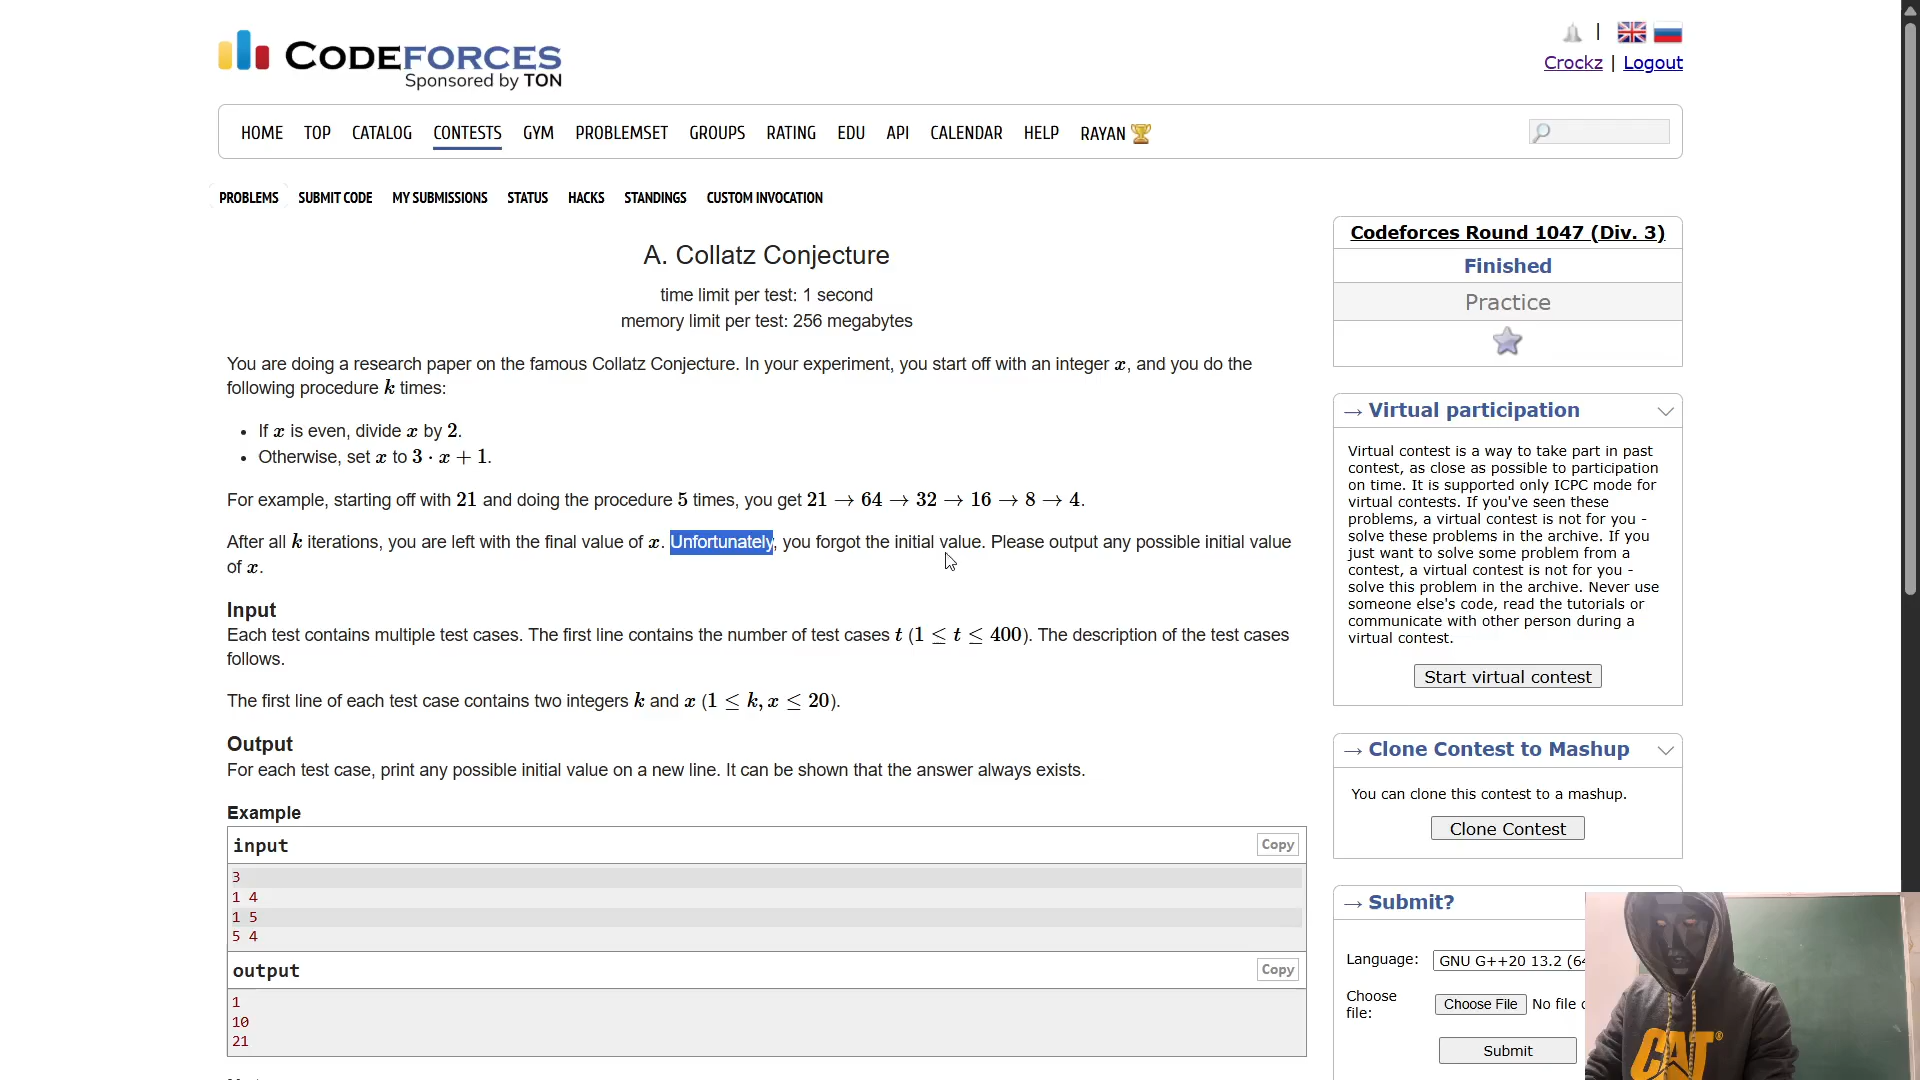 CODEFORCES
Sponsored by TON
|
Crockz | Logout
HOME TOP CATALOG CONTESTS GYM PROBLEMSET GROUPS RATING EDU API CALENDAR HELP RAYAN
PROBLEMS SUBMIT CODE MY SUBMISSIONS STATUS HACKS STANDINGS CUSTOM INVOCATION
A. Collatz Conjecture
time limit per test: 1 second
memory limit per test: 256 megabytes
You are doing a research paper on the famous Collatz Conjecture. In your experiment, you start off with an integer x, and you do the
following procedure k times:
• If x is even, divide x by 2.
• Otherwise, set x to 3 · x + 1.
For example, starting off with 21 and doing the procedure 5 times, you get 21 → 64 → 32 → 16 → 8 → 4.
After all k iterations, you are left with the final value of x. Unfortunately, you forgot the initial value. Please output any possible initial value
of x.
Input
Each test contains multiple test cases. The first line contains the number of test cases t (1 ≤ t ≤ 400). The description of the test cases
follows.
The first line of each test case contains two integers k and x (1 ≤ k, x ≤ 20).
Output
For each test case, print any possible initial value on a new line. It can be shown that the answer always exists.
Example
input
Copy
3
1 4
1 5
5 4
output
Copy
1
10
21
Codeforces Round 1047 (Div. 3)
Finished
Practice
→ Virtual participation
Virtual contest is a way to take part in past
contest, as close as possible to participation
on time. It is supported only ICPC mode for
virtual contests. If you've seen these
problems, a virtual contest is not for you -
solve these problems in the archive. If you
just want to solve some problem from a
contest, a virtual contest is not for you -
solve this problem in the archive. Never use
someone else's code, read the tutorials or
communicate with other person during a
virtual contest.
Start virtual contest
→ Clone Contest to Mashup
You can clone this contest to a mashup.
Clone Contest
→ Submit?
Language: GNU G++20 13.2 (64
Choose
file:
Choose File No file
Submit
CAT